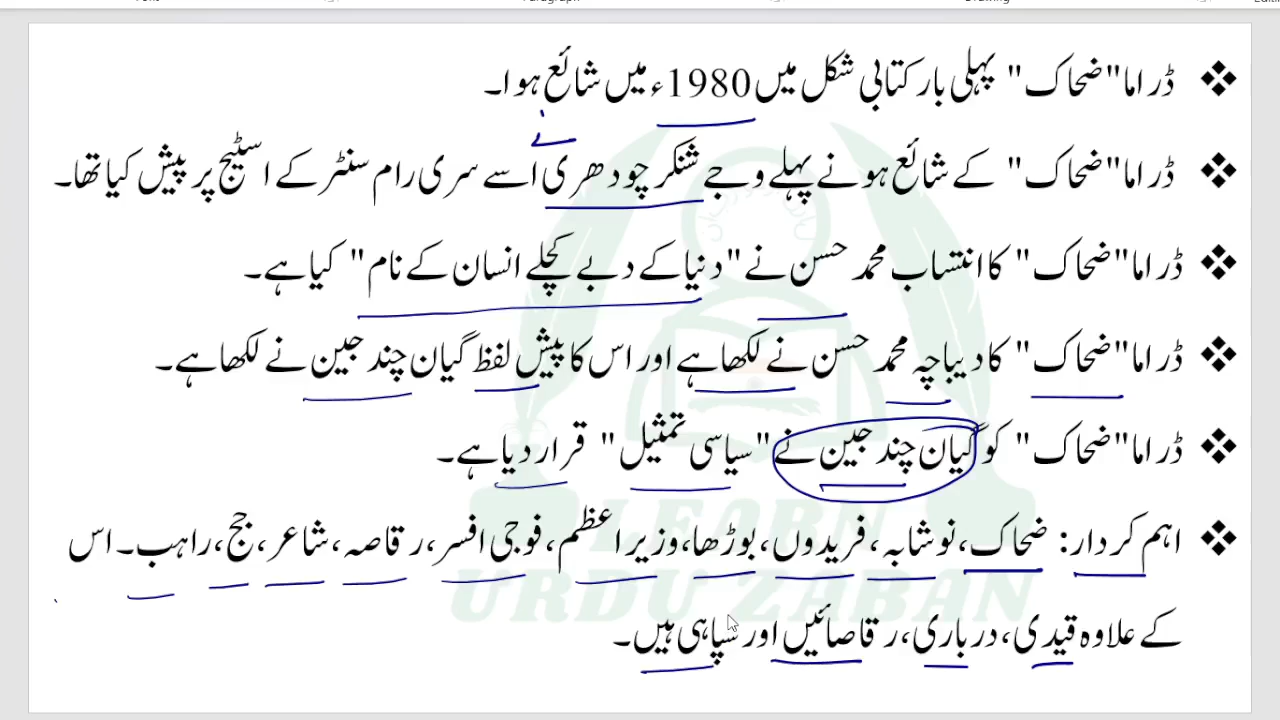 ❖ ڈراما"ضحاک" پہلی بار کتابی شکل میں 1980ء میں شائع ہوا۔
❖ ڈراما"ضحاک" کے شائع ہونے پہلے وجے شنکر چودھری اسے سری رام سنٹر کے اسٹیج پر پیش کیا تھا۔
نے
❖ ڈراما"ضحاک" کا انتساب محمد حسن نے "دنیا کے دبے کچلے انسان کے نام" کیا ہے۔
❖ ڈراما"ضحاک" کا دیباچہ محمد حسن نے لکھا ہے اور اس کا پیش لفظ گیان چند جین نے لکھا ہے۔
❖ ڈراما"ضحاک" کو گیان چند جین نے "سیاسی تمثیل" قرار دیا ہے۔
❖ اہم کردار: ضحاک، نوشابہ، فریدوں، بوڑھا، وزیراعظم، فوجی افسر، رقاصہ، شاعر، جج، راہب۔ اس
کے علاوہ قیدی، درباری، رقاصائیں اور سپاہی ہیں۔
LEARN
URDU ZABAN